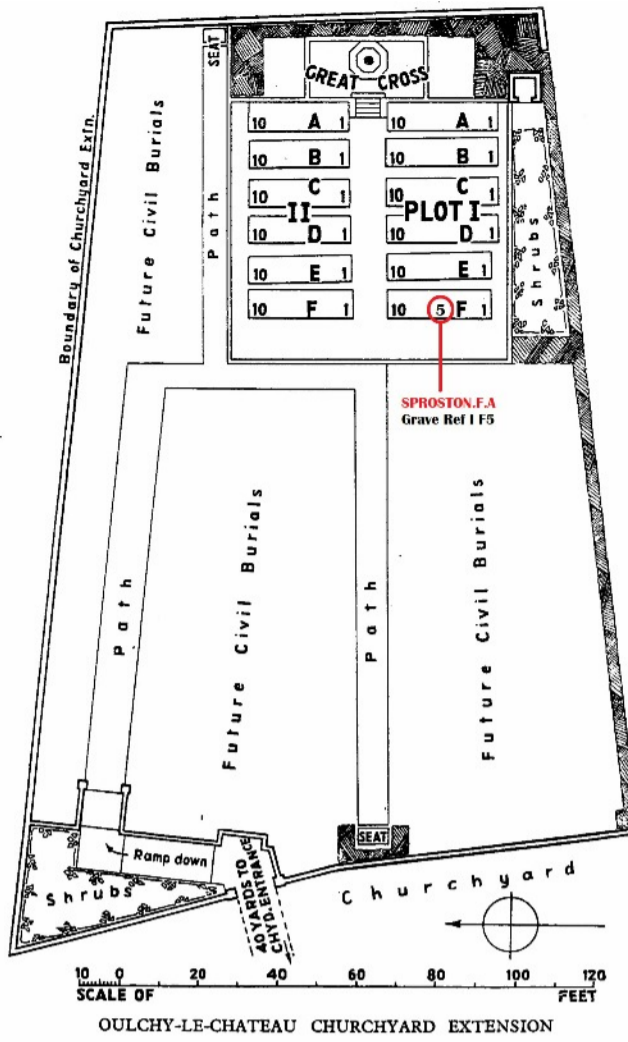 SEAT
GREAT CROSS
Boundary of Churchyard Extn.
Future Civil Burials
Path
10 A 1
10 B 1
10 C 1
II
10 D 1
10 E 1
10 F 1
10 A 1
10 B 1
10 C 1
PLOT I
10 D 1
10 E 1
10 5 F 1
Shrubs
SPROSTON.F.A
Grave Ref I F5
Path
Future Civil Burials
Path
Future Civil Burials
Ramp down
Shrubs
40 YARDS TO
CHYD. ENTRANCE
SEAT
Churchyard
10 0 20 40 60 80 100 120
SCALE OF FEET
OULCHY-LE-CHATEAU CHURCHYARD EXTENSION